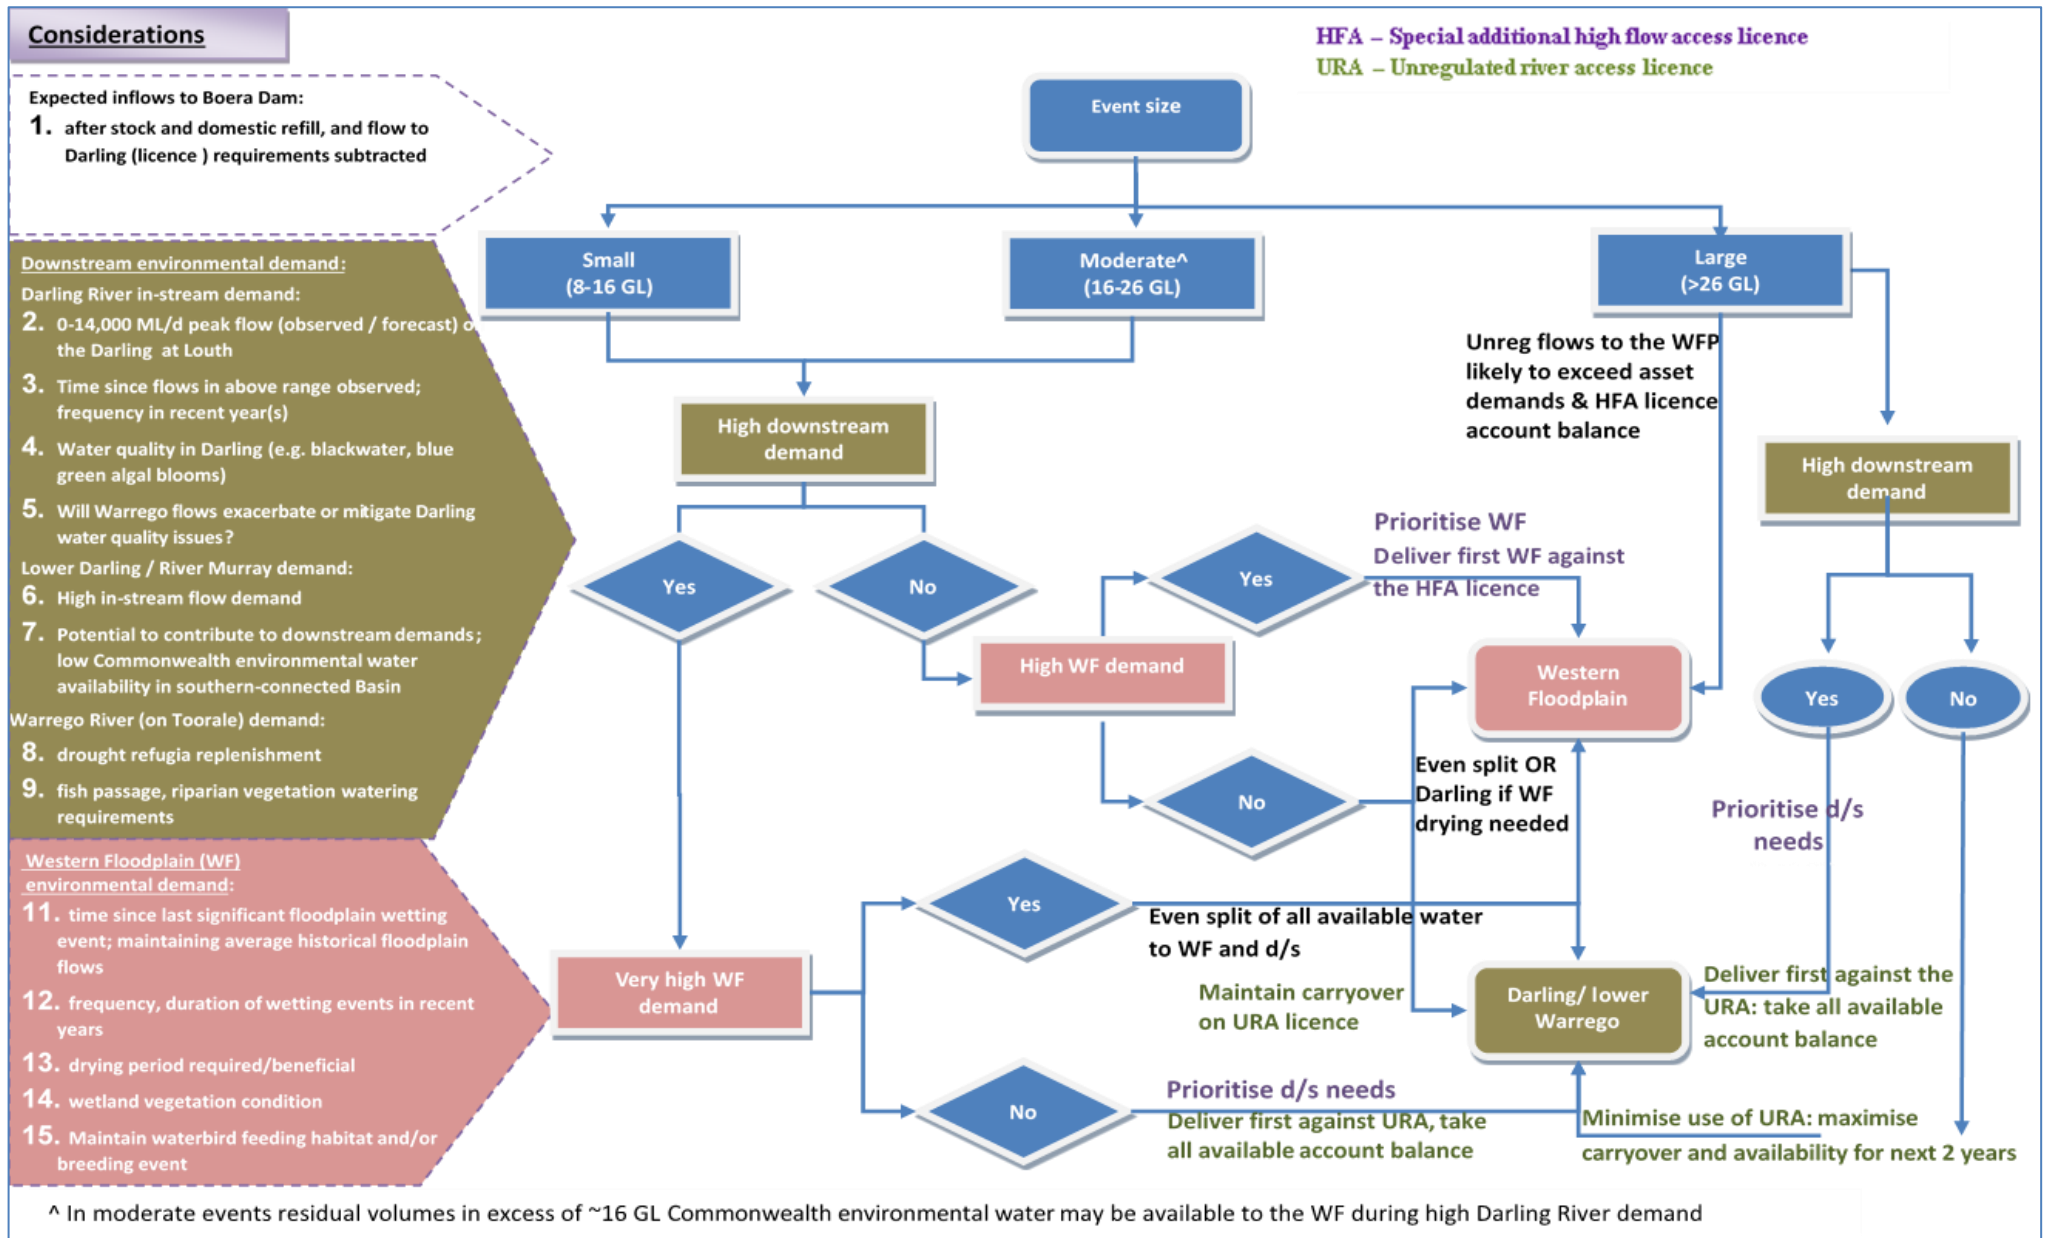 Considerations
HFA – Special additional high flow access licence
URA – Unregulated river access licence
Expected inflows to Boera Dam:
1. after stock and domestic refill, and flow to
Darling (licence ) requirements subtracted
Event size
Small
(8-16 GL)
Moderate^
(16-26 GL)
Large
(>26 GL)
Downstream environmental demand:
Darling River in-stream demand:
2. 0-14,000 ML/d peak flow (observed / forecast) o
the Darling at Louth
3. Time since flows in above range observed;
frequency in recent year(s)
4. Water quality in Darling (e.g. blackwater, blue
green algal blooms)
5. Will Warrego flows exacerbate or mitigate Darling
water quality issues?
Lower Darling / River Murray demand:
6. High in-stream flow demand
7. Potential to contribute to downstream demands;
low Commonwealth environmental water
availability in southern-connected Basin
Warrego River (on Toorale) demand:
8. drought refugia replenishment
9. fish passage, riparian vegetation watering
requirements
Western Floodplain (WF)
environmental demand:
11. time since last significant floodplain wetting
event; maintaining average historical floodplain
flows
12. frequency, duration of wetting events in recent
years
13. drying period required/beneficial
14. wetland vegetation condition
15. Maintain waterbird feeding habitat and/or
breeding event
High downstream
demand
Unreg flows to the WFP
likely to exceed asset
demands & HFA licence
account balance
High downstream
demand
Yes
No
Yes
Prioritise WF
Deliver first WF against
the HFA licence
High WF demand
Western
Floodplain
Yes
No
No
Even split OR
Darling if WF
drying needed
Prioritise d/s
needs
Yes
Even split of all available water
to WF and d/s
Very high WF
demand
Maintain carryover
on URA licence
Darling/ lower
Warrego
Deliver first against the
URA: take all available
account balance
No
Prioritise d/s needs
Deliver first against URA, take
all available account balance
Minimise use of URA: maximise
carryover and availability for next 2 years
^ In moderate events residual volumes in excess of ~16 GL Commonwealth environmental water may be available to the WF during high Darling River demand